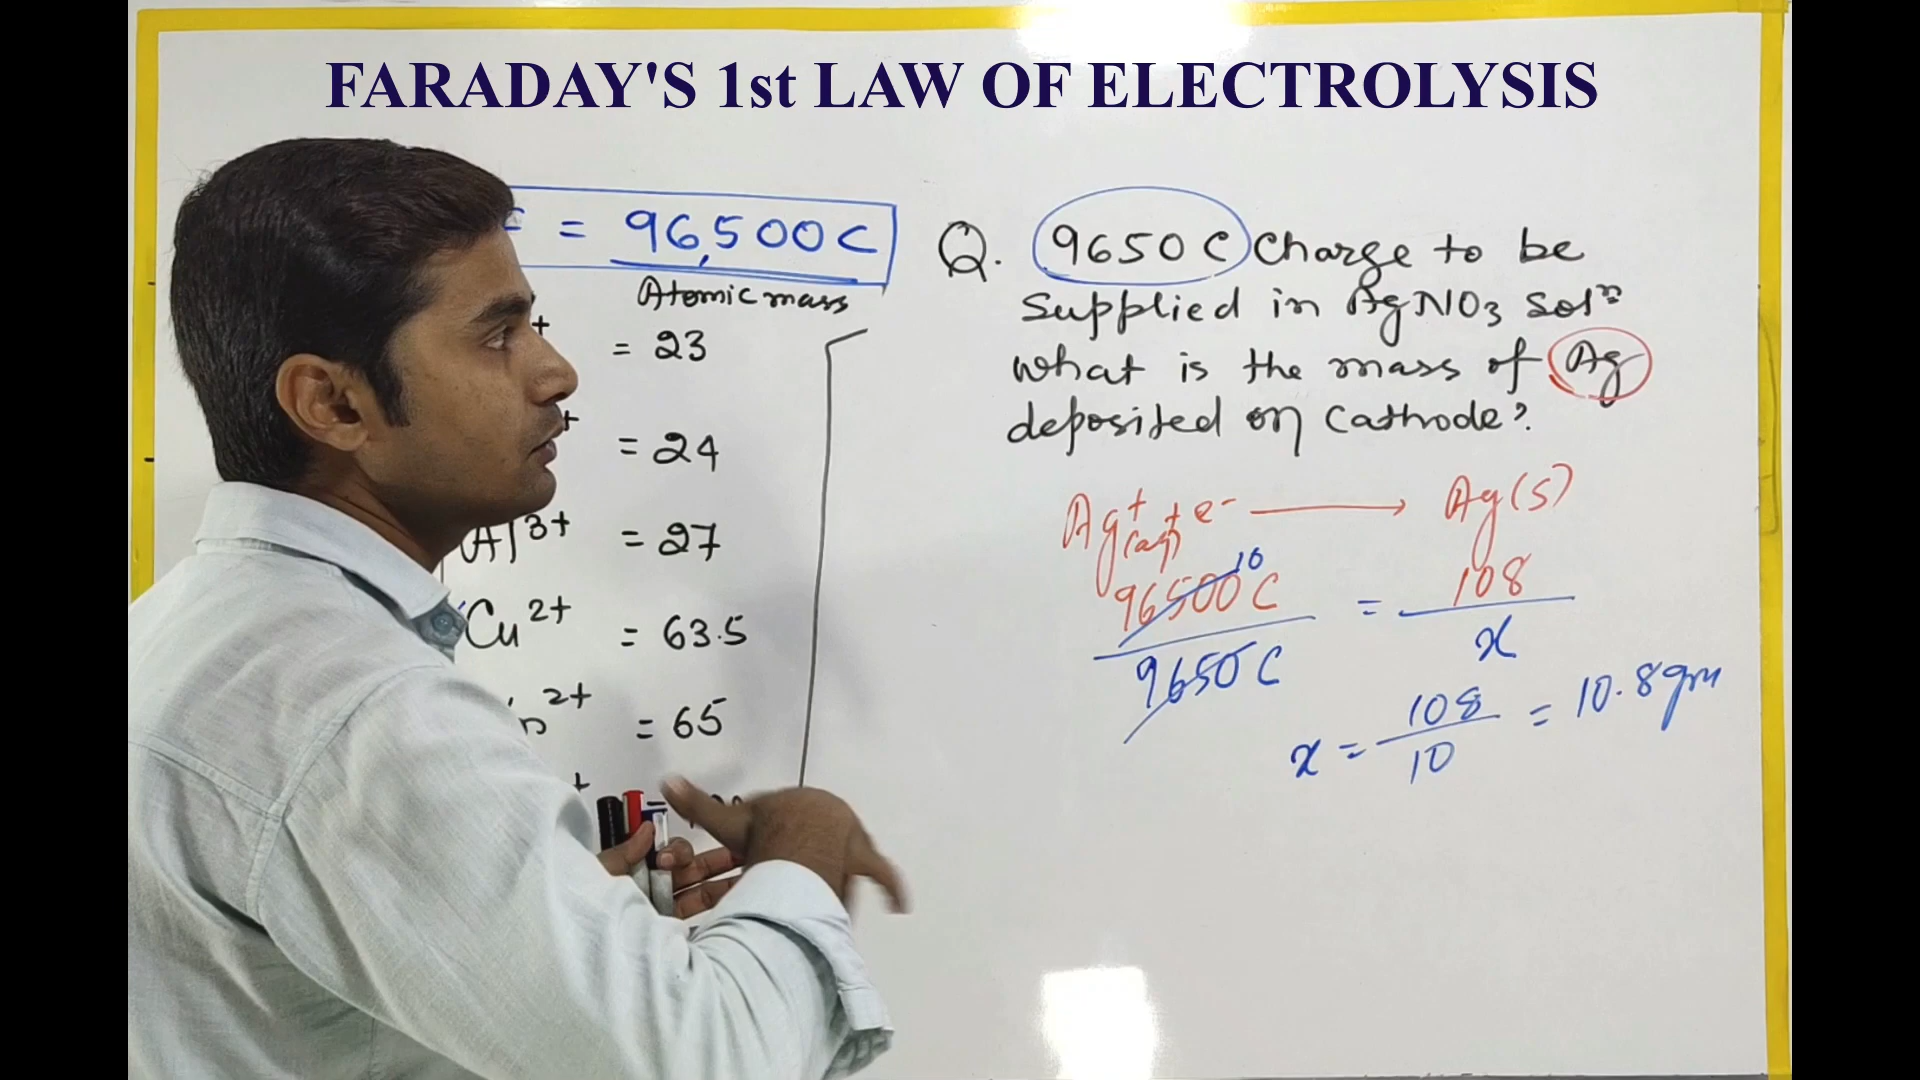 FARADAY'S 1st LAW OF ELECTROLYSIS
= 96,500 C
Atomic mass
+ = 23
+ = 24
Al3+ = 27
Cu2+ = 63.5
2+ = 65
+ =
Q. 9650 C Charge to be
Supplied in AgNO3 Soln
What is the mass of Ag
deposited on Cathode?
Ag+(aq) + e- → Ag(s)
10
96500 C = 108
9650 C x
x = 108 = 10.8 gm
10